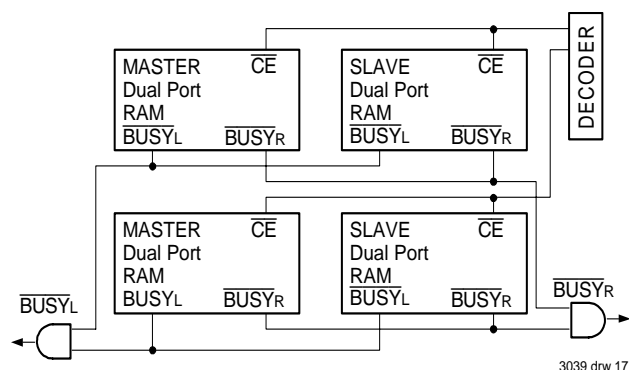 MASTER CE
Dual Port
RAM
BUSYL BUSYR
SLAVE CE
Dual Port
RAM
BUSYL BUSYR
DECODER
MASTER CE
Dual Port
RAM
BUSYL BUSYR
SLAVE CE
Dual Port
RAM
BUSYL BUSYR
BUSYL
BUSYR
3039 drw 17